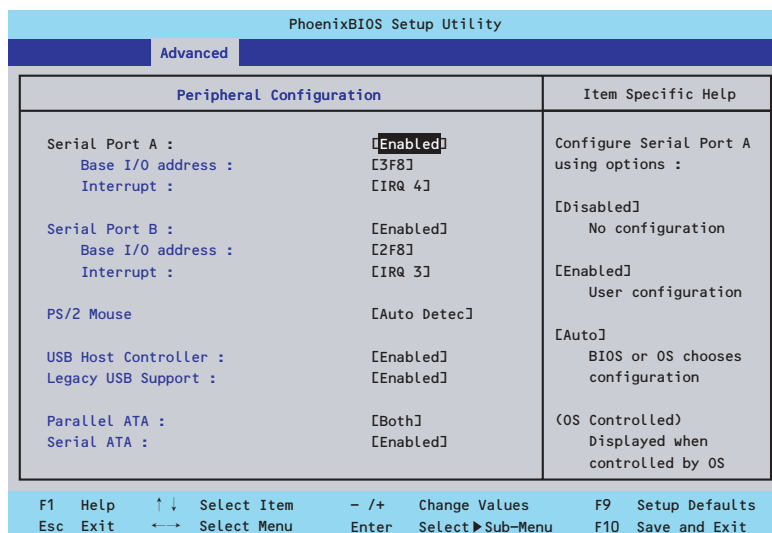 PhoenixBIOS Setup Utility
Advanced
Peripheral Configuration
Serial Port A : [Enabled]
Base I/O address : [3F8]
Interrupt : [IRQ 4]
Serial Port B : [Enabled]
Base I/O address : [2F8]
Interrupt : [IRQ 3]
PS/2 Mouse [Auto Detec]
USB Host Controller : [Enabled]
Legacy USB Support : [Enabled]
Parallel ATA : [Both]
Serial ATA : [Enabled]
Item Specific Help
Configure Serial Port A
using options :
[Disabled]
No configuration
[Enabled]
User configuration
[Auto]
BIOS or OS chooses
configuration
(OS Controlled)
Displayed when
controlled by OS
F1 Help ↑↓ Select Item - /+ Change Values F9 Setup Defaults
Esc Exit ←→ Select Menu Enter Select▶Sub-Menu F10 Save and Exit